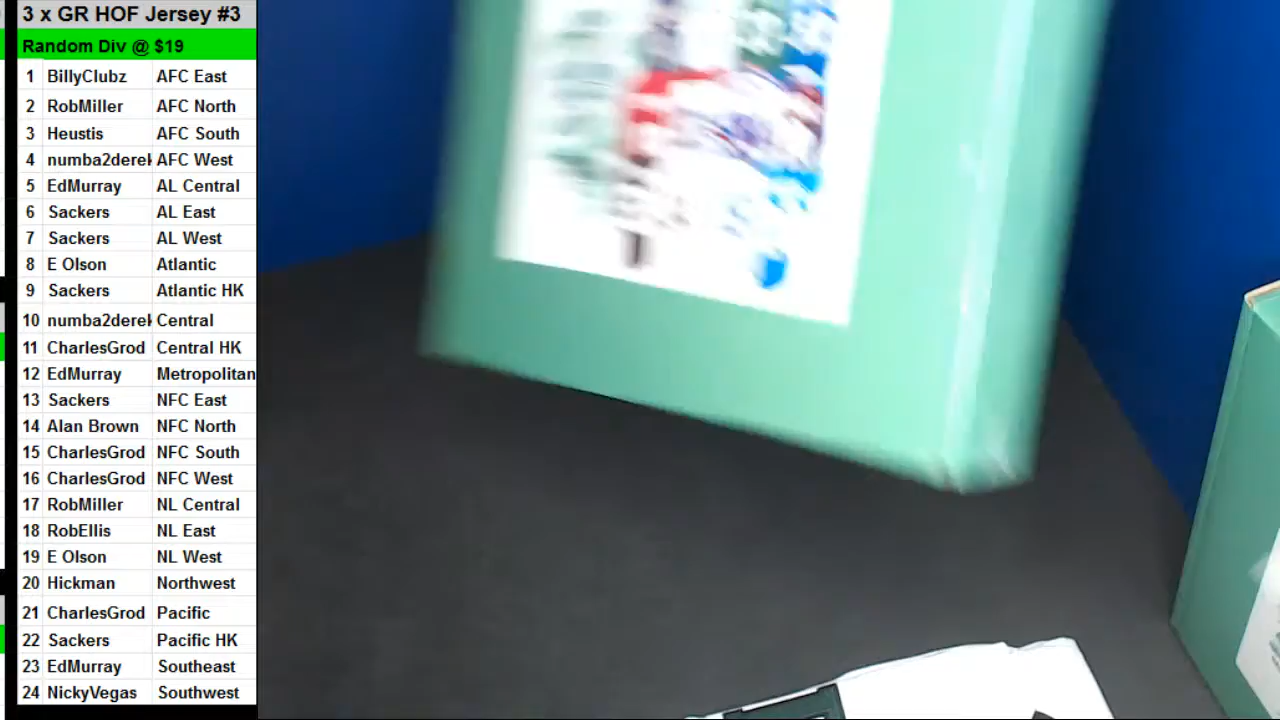 3 x GR HOF Jersey #3
Random Div @ $19
1 BillyClubz AFC East
2 RobMiller AFC North
3 Heustis AFC South
4 numba2derek AFC West
5 EdMurray AL Central
6 Sackers AL East
7 Sackers AL West
8 E Olson Atlantic
9 Sackers Atlantic HK
10 numba2derek Central
11 CharlesGrod Central HK
12 EdMurray Metropolitan
13 Sackers NFC East
14 Alan Brown NFC North
15 CharlesGrod NFC South
16 CharlesGrod NFC West
17 RobMiller NL Central
18 RobEllis NL East
19 E Olson NL West
20 Hickman Northwest
21 CharlesGrod Pacific
22 Sackers Pacific HK
23 EdMurray Southeast
24 NickyVegas Southwest